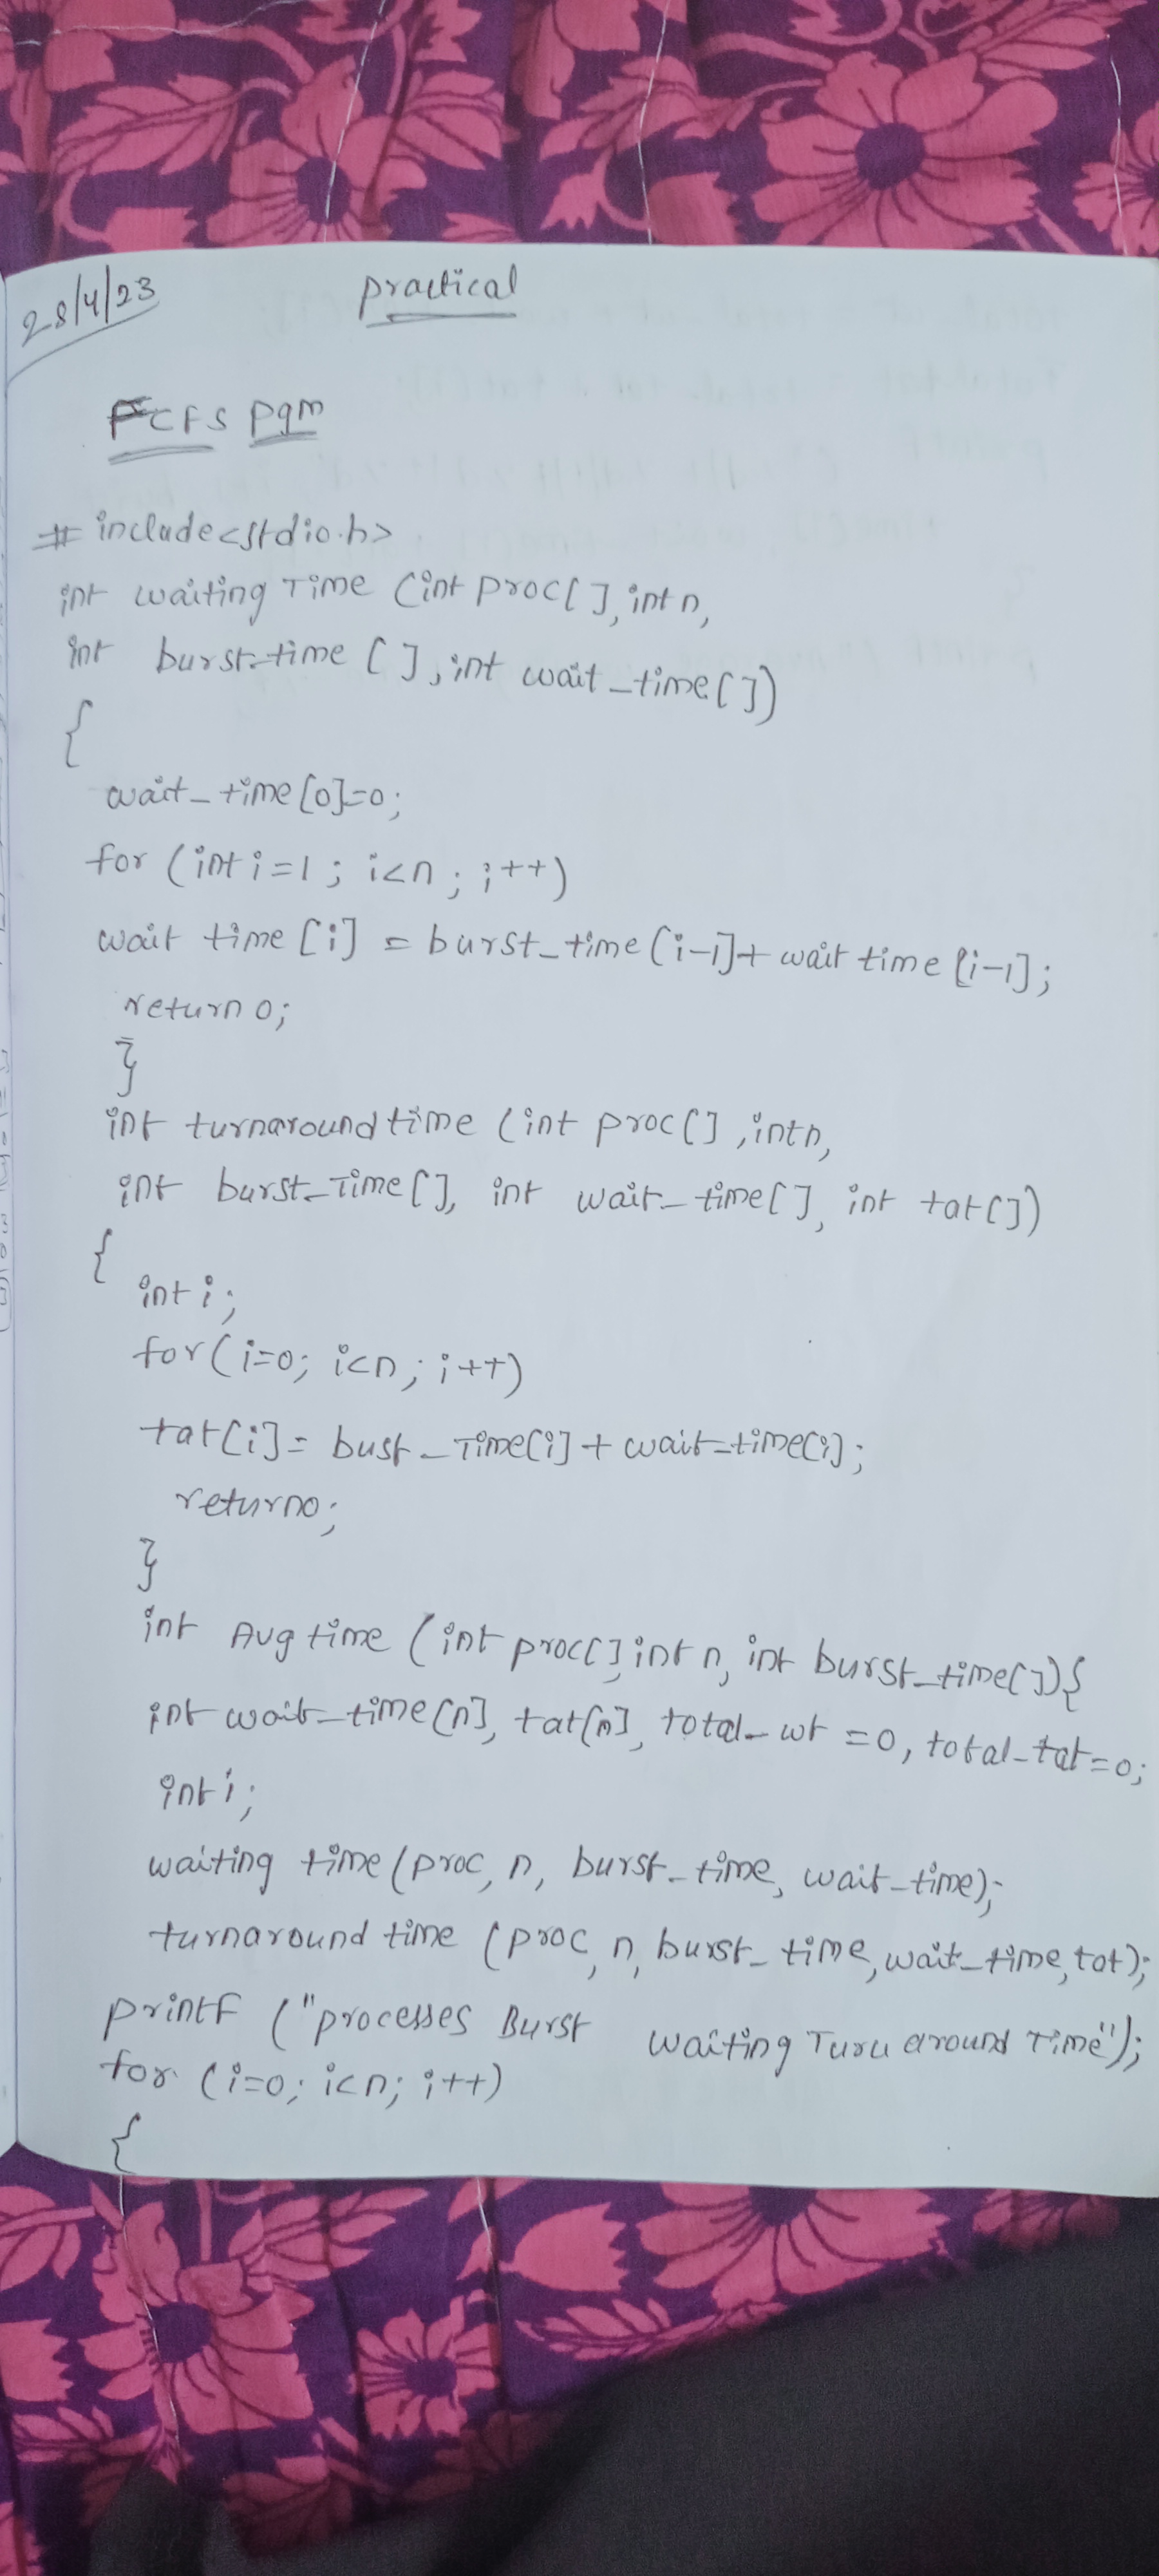 28/4/23
Practical
FCFS Pgm
# include<stdio.h>
int waiting Time (int proc[], int n,
int burst-time [], int wait_time[])
{
wait_time[0]=0;
for (int i=1; i<n; i++)
wait time [i] = burst_time[i-1]+ wait time [i-1];
return 0;
}
int turnaround time (int proc[], int n,
int burst_Time[], int wait_time[], int tat[])
{
int i;
for(i=0; i<n; i++)
tat[i]= bust_Time[i]+ wait_time[i];
return0;
}
int Avg time (int proc[], int n, int burst_time[]){
int wait_time[n], tat[n], total_wt =0, total_tat=0;
int i;
waiting time(proc, n, burst_time, wait_time);
turnaround time (proc, n, burst_time, wait_time, tat);
printf ("processes Burst waiting Turu around Time");
for (i=0; i<n; i++)
{